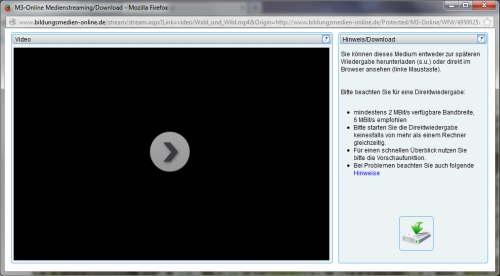 M3-Online Medienstreaming/Download - Mozilla Firefox
www.bildungsmedien-online.de/stream/stream.aspx?Link=video/Wald_und_Wild.mp4&Origin=http://www.bildungsmedien-online.de/Protected/M3-Online/WFW/4950025
Video ?
Hinweis/Download ?
Sie können dieses Medium entweder zur späteren
Wiedergabe herunterladen (s.u.) oder direkt im
Browser ansehen (linke Maustaste).
Bitte beachten Sie für eine Direktwiedergabe:
• mindestens 2 MBit/s verfügbare Bandbreite,
6 MBit/s empfohlen
• Bitte starten Sie die Direktwiedergabe
keinesfalls von mehr als einem Rechner
gleichzeitig.
• Für einen schnellen Überblick nutzen Sie
bitte die Vorschaufunktion.
• Bei Problemen beachten Sie auch folgende
Hinweise